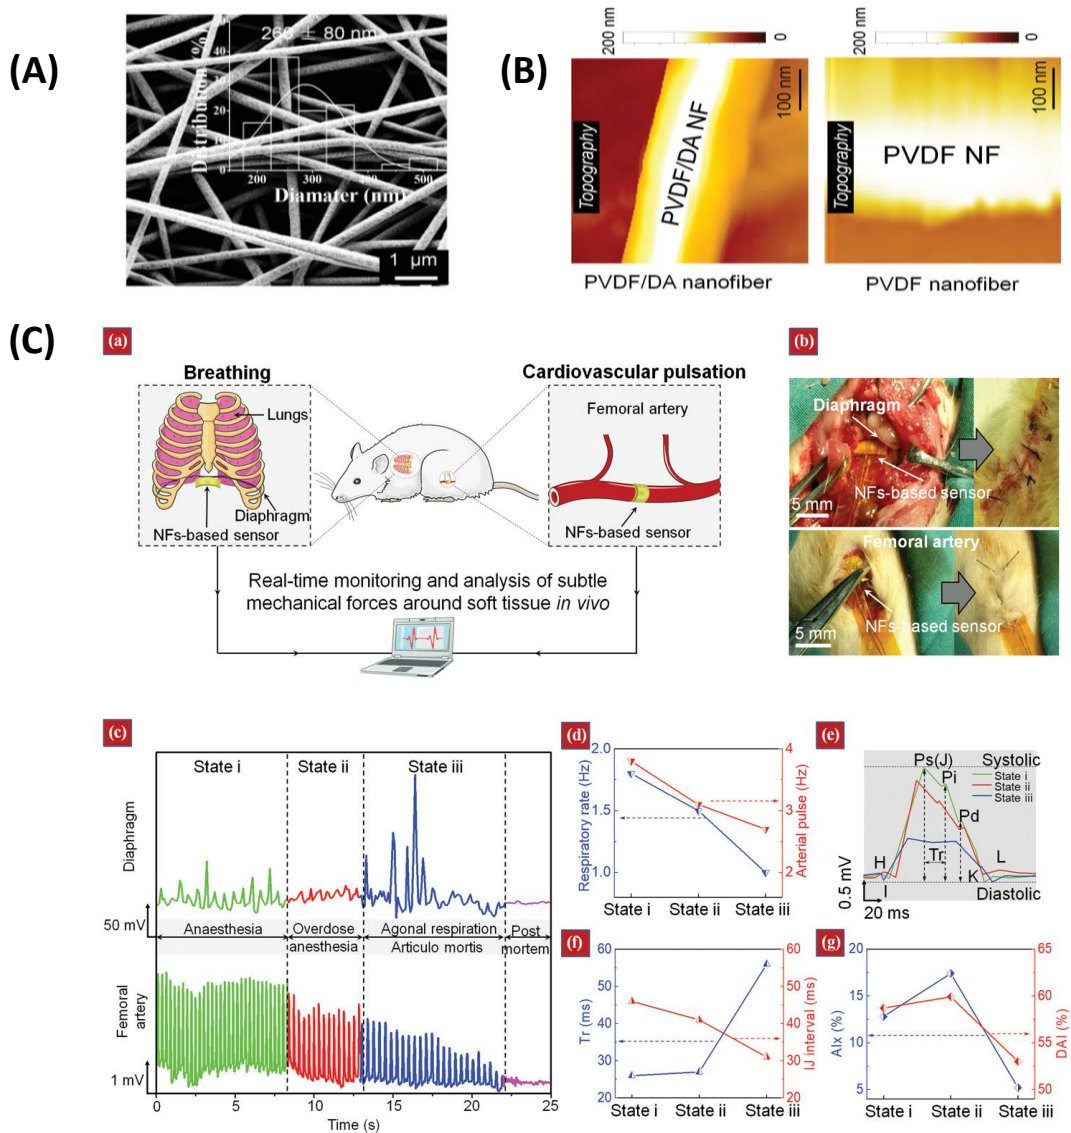 (A)
260 ± 80 nm
Distribution (%)
50
40
30
20
10
0
200 300 400 500
Diamater (nm)
1 µm
(B)
200 nm 0
100 nm
Topography
PVDF/DA NF
PVDF/DA nanofiber
200 nm 0
100 nm
Topography
PVDF NF
PVDF nanofiber
(C)
(a)
Breathing
Lungs
Diaphragm
NFs-based sensor
Cardiovascular pulsation
Femoral artery
NFs-based sensor
Real-time monitoring and analysis of subtle
mechanical forces around soft tissue in vivo
(b)
Diaphragm
NFs-based sensor
5 mm
Femoral artery
NFs-based sensor
5 mm
(c)
State i State ii State iii
Diaphragm
50 mV
Anaesthesia
Overdose
anesthesia
Agonal respiration
Articulo mortis
Post
mortem
Femoral
artery
1 mV
0 5 10 15 20 25
Time (s)
(d)
Respiratory rate (Hz)
2.0
1.5
1.0
Arterial pulse (Hz)
4
3
2
State i State ii State iii
(e)
Ps(J) Systolic
Pi
State i
State ii
State iii
Pd
H
Tr
L
K
I
Diastolic
0.5 mV
20 ms
(f)
Tr (ms)
60
50
40
30
20
IJ interval (ms)
60
50
40
30
20
State i State ii State iii
(g)
AIx (%)
20
15
10
5
DAI (%)
65
60
55
50
State i State ii State iii